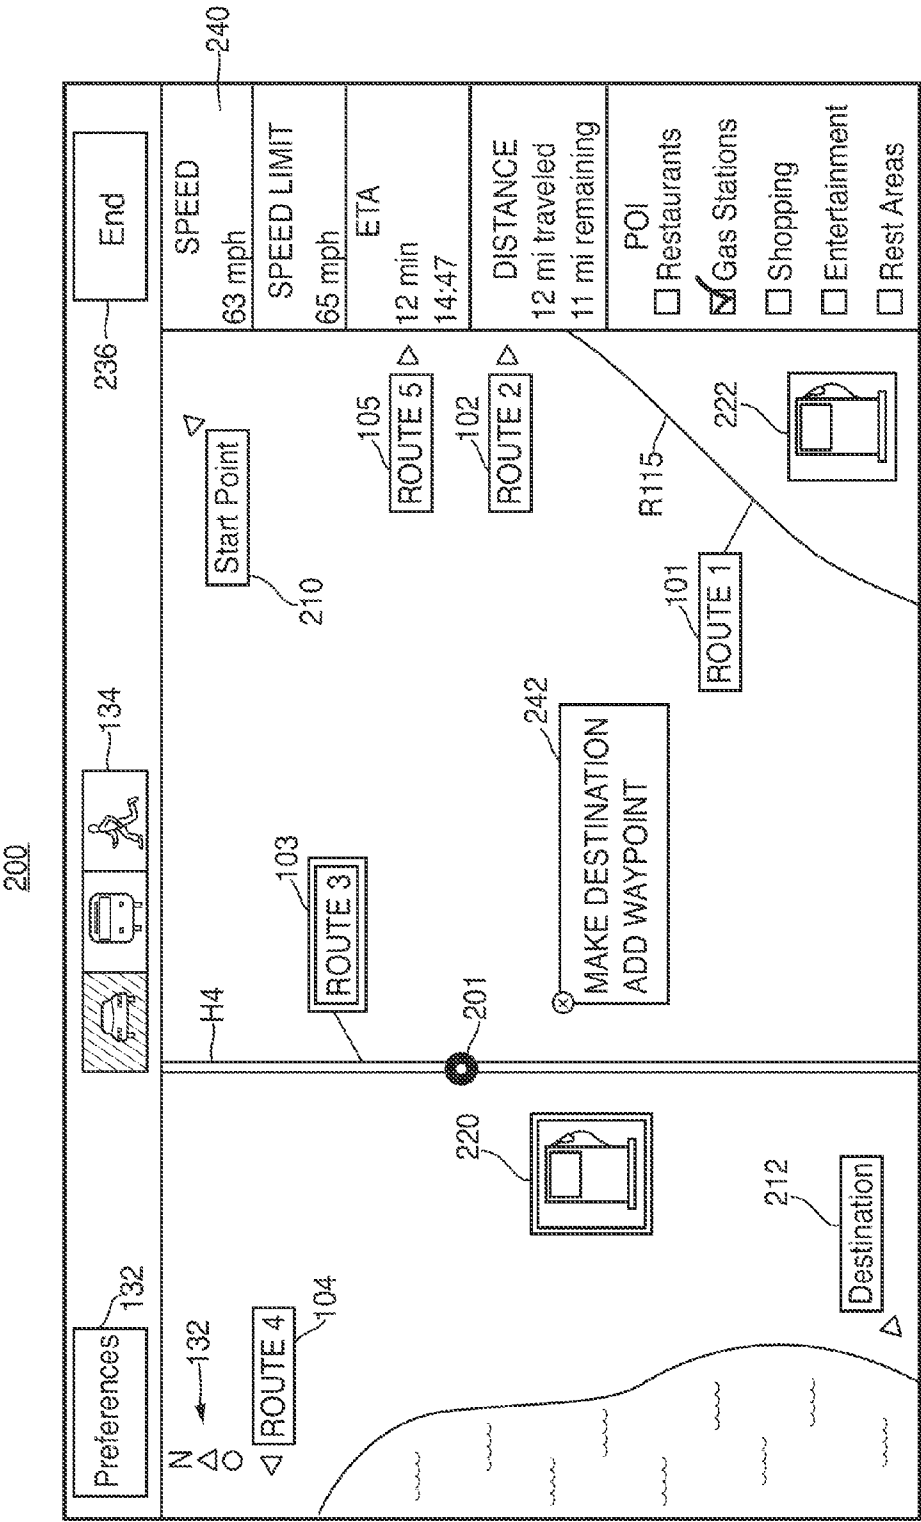 200
Preferences
132
134
End
236
240
N
132
ROUTE 4
104
H4
ROUTE 3
103
Start Point
210
201
220
ROUTE 5
105
ROUTE 2
102
242
MAKE DESTINATION
ADD WAYPOINT
R115
ROUTE 1
101
222
Destination
212
SPEED
63 mph
SPEED LIMIT
65 mph
ETA
12 min
14:47
DISTANCE
12 mi traveled
11 mi remaining
POI
Restaurants
Gas Stations
Shopping
Entertainment
Rest Areas